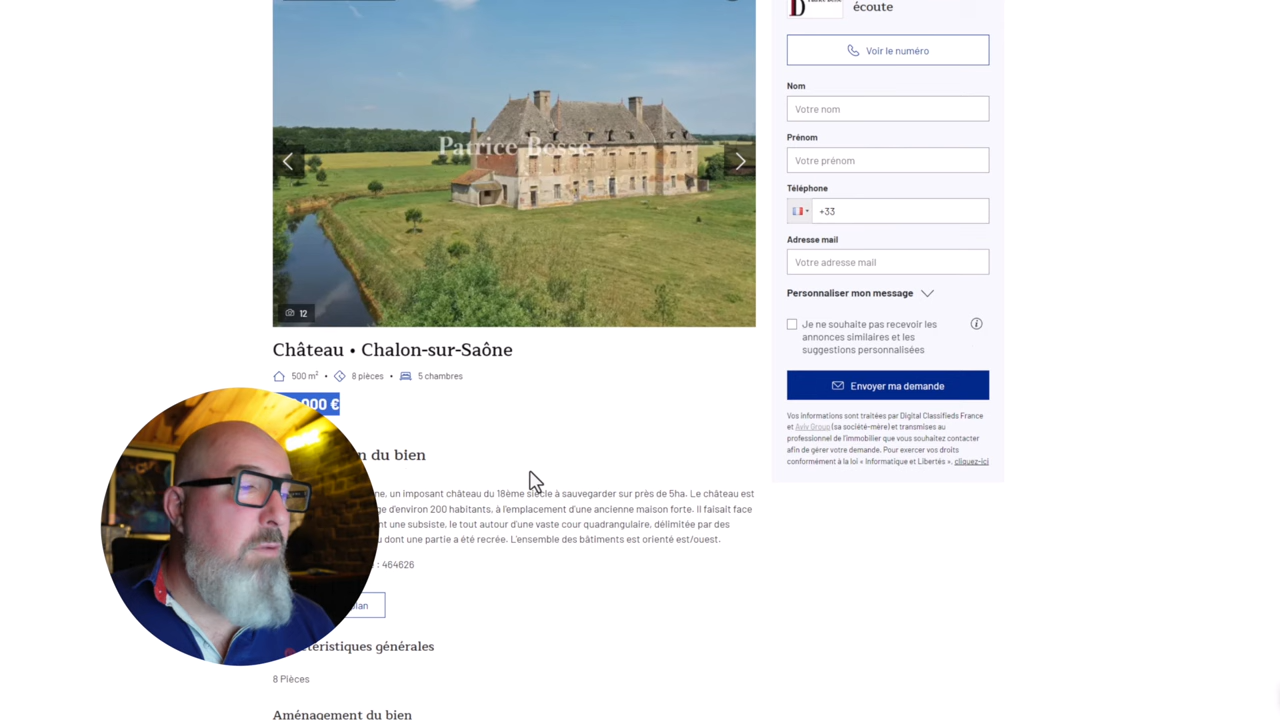 Patrice Besse
12
Château • Chalon-sur-Saône
500 m² • 8 pièces • 5 chambres
000 €
n du bien
ne, un imposant château du 18ème siècle à sauvegarder sur près de 5ha. Le château est
ge d'environ 200 habitants, à l'emplacement d'une ancienne maison forte. Il faisait face
nt une subsiste, le tout autour d'une vaste cour quadrangulaire, délimitée par des
u dont une partie a été recrée. L'ensemble des bâtiments est orienté est/ouest.
: 464626
lan
téristiques générales
8 Pièces
Aménagement du bien
écoute
Voir le numéro
Nom
Votre nom
Prénom
Votre prénom
Téléphone
+33
Adresse mail
Votre adresse mail
Personnaliser mon message
Je ne souhaite pas recevoir les
annonces similaires et les
suggestions personnalisées
Envoyer ma demande
Vos informations sont traitées par Digital Classifieds France
et Aviv Group (sa société-mère) et transmises au
professionnel de l'immobilier que vous souhaitez contacter
afin de gérer votre demande. Pour exercer vos droits
conformément à la loi « Informatique et Libertés », cliquez-ici